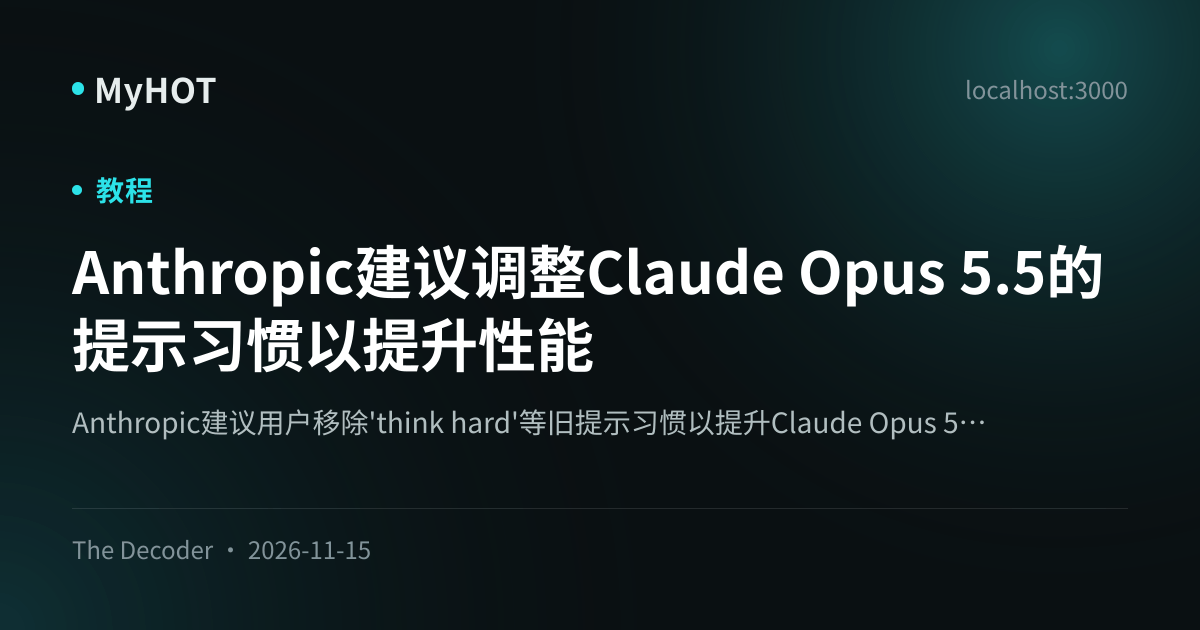 MyHOT
localhost:3000
教程
Anthropic建议调整Claude Opus 5.5的
提示习惯以提升性能
Anthropic建议用户移除'think hard'等旧提示习惯以提升Claude Opus 5…
The Decoder · 2026-11-15